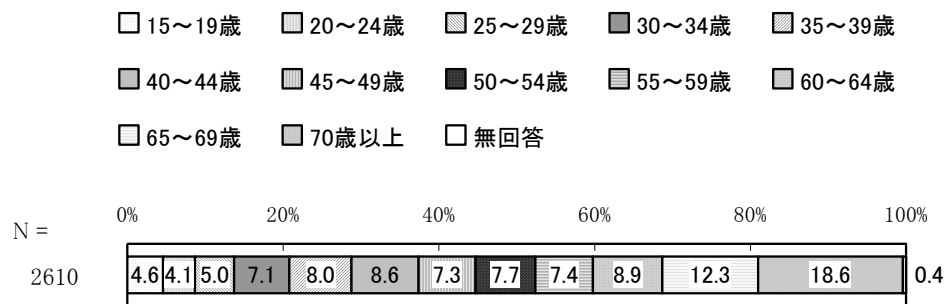 15～19歳 20～24歳 25～29歳 30～34歳 35～39歳
40～44歳 45～49歳 50～54歳 55～59歳 60～64歳
65～69歳 70歳以上 無回答
0% 20% 40% 60% 80% 100%
N =
2610 4.6 4.1 5.0 7.1 8.0 8.6 7.3 7.7 7.4 8.9 12.3 18.6 0.4